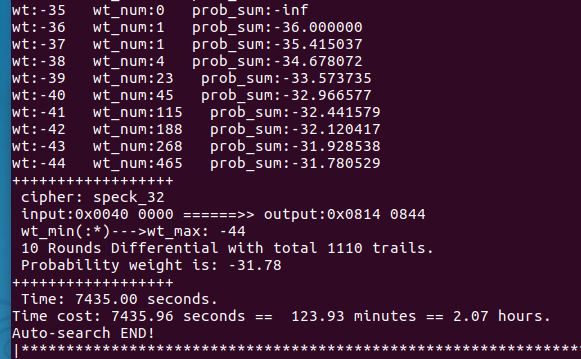 wt:-35 wt_num:0 prob_sum:-inf
wt:-36 wt_num:1 prob_sum:-36.000000
wt:-37 wt_num:1 prob_sum:-35.415037
wt:-38 wt_num:4 prob_sum:-34.678072
wt:-39 wt_num:23 prob_sum:-33.573735
wt:-40 wt_num:45 prob_sum:-32.966577
wt:-41 wt_num:115 prob_sum:-32.441579
wt:-42 wt_num:188 prob_sum:-32.120417
wt:-43 wt_num:268 prob_sum:-31.928538
wt:-44 wt_num:465 prob_sum:-31.780529
++++++++++++++++++
cipher: speck_32
input:0x0040 0000 ======>> output:0x0814 0844
wt_min(:*)--->wt_max: -44
10 Rounds Differential with total 1110 trails.
Probability weight is: -31.78
++++++++++++++++++
Time: 7435.00 seconds.
Time cost: 7435.96 seconds == 123.93 minutes == 2.07 hours.
Auto-search END!
|***************************************************************